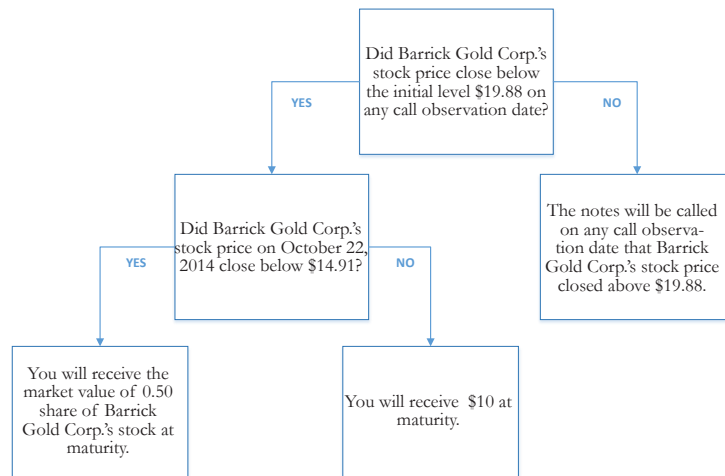 Did Barrick Gold Corp.'s
stock price close below
the initial level $19.88 on
any call observation date?
YES
NO
Did Barrick Gold Corp.'s
stock price on October 22,
2014 close below $14.91?
The notes will be called
on any call observa-
tion date that Barrick
Gold Corp.'s stock price
closed above $19.88.
YES
NO
You will receive the
market value of 0.50
share of Barrick
Gold Corp.'s stock at
maturity.
You will receive $10 at
maturity.